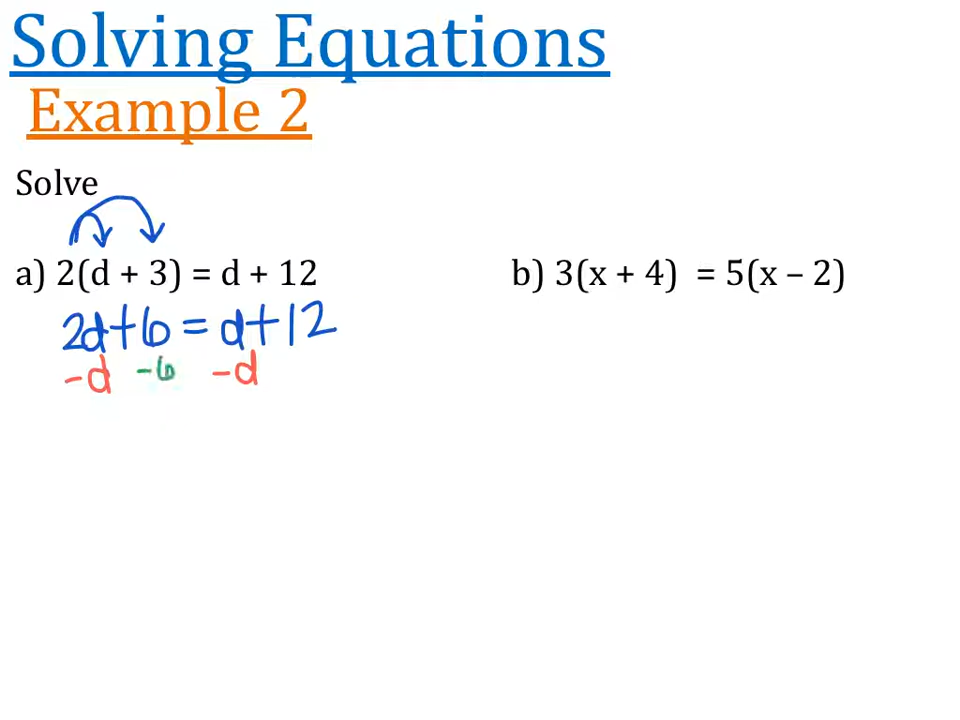 Solving Equations
Example 2
Solve
a) 2(d + 3) = d + 12
b) 3(x + 4) = 5(x – 2)
2d+6 = d+12
-d -6 -d